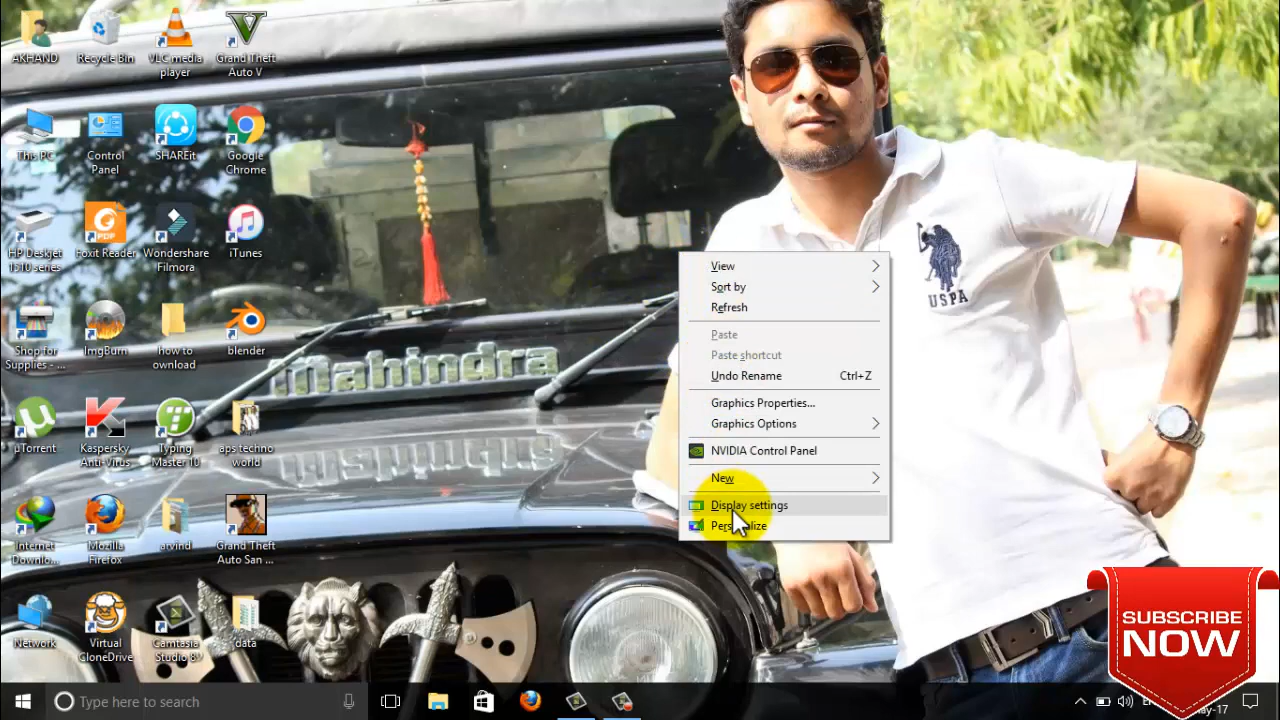 AKHAND
Recycle Bin
VLC media
player
Grand Theft
Auto V
This PC
Control
Panel
SHAREit
Google
Chrome
HP Deskjet
1510 series
Foxit Reader
Wondershare
Filmora
iTunes
Shop for
Supplies - ...
ImgBurn
how to
ownload
blender
µTorrent
Kaspersky
Anti-Virus
Typing
Master 10
aps techno
world
Internet
Downlo...
Mozilla
Firefox
arvind
Grand Theft
Auto San ...
Network
Virtual
CloneDrive
Camtasia
Studio 8
data
Mahindra
USPA
View
Sort by
Refresh
Paste
Paste shortcut
Undo Rename Ctrl+Z
Graphics Properties...
Graphics Options
NVIDIA Control Panel
New
Display settings
SUBSCRIBE
NOW
Type here to search